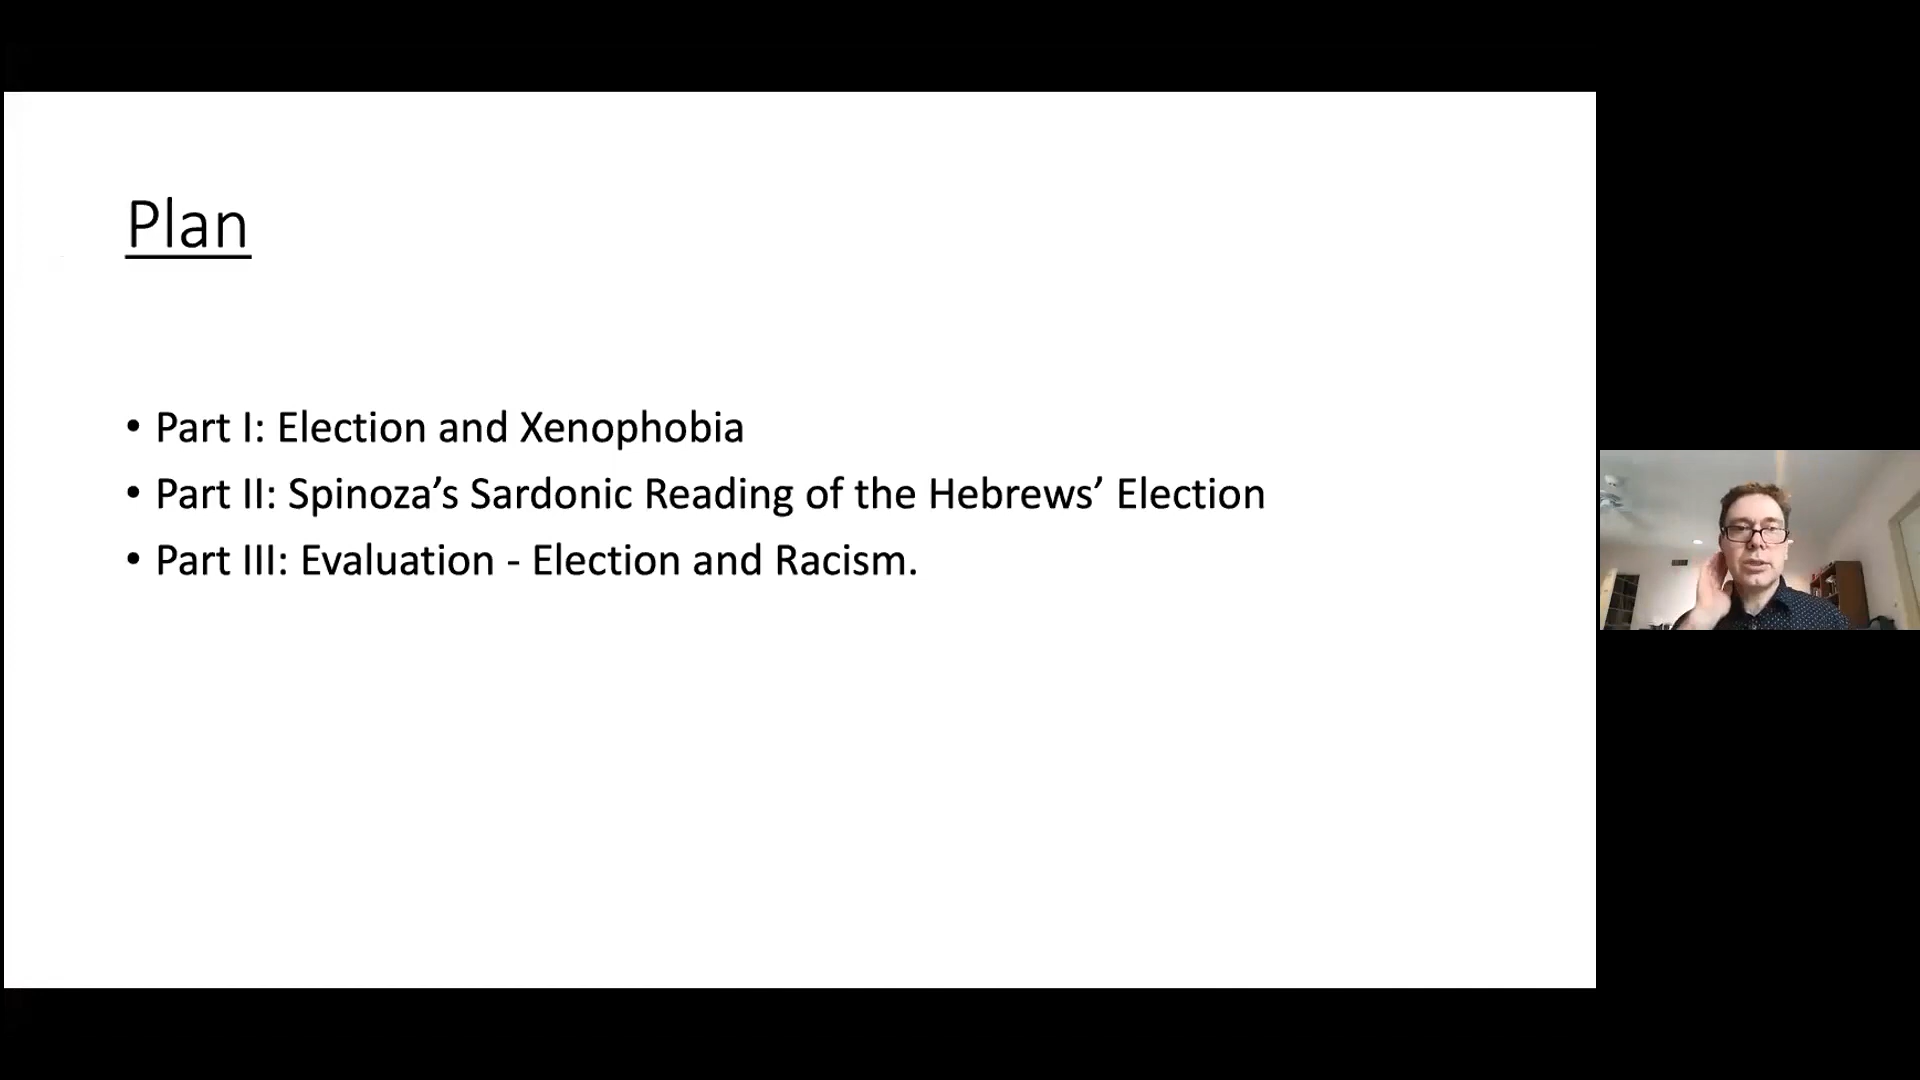 Plan
• Part I: Election and Xenophobia
• Part II: Spinoza’s Sardonic Reading of the Hebrews’ Election
• Part III: Evaluation - Election and Racism.